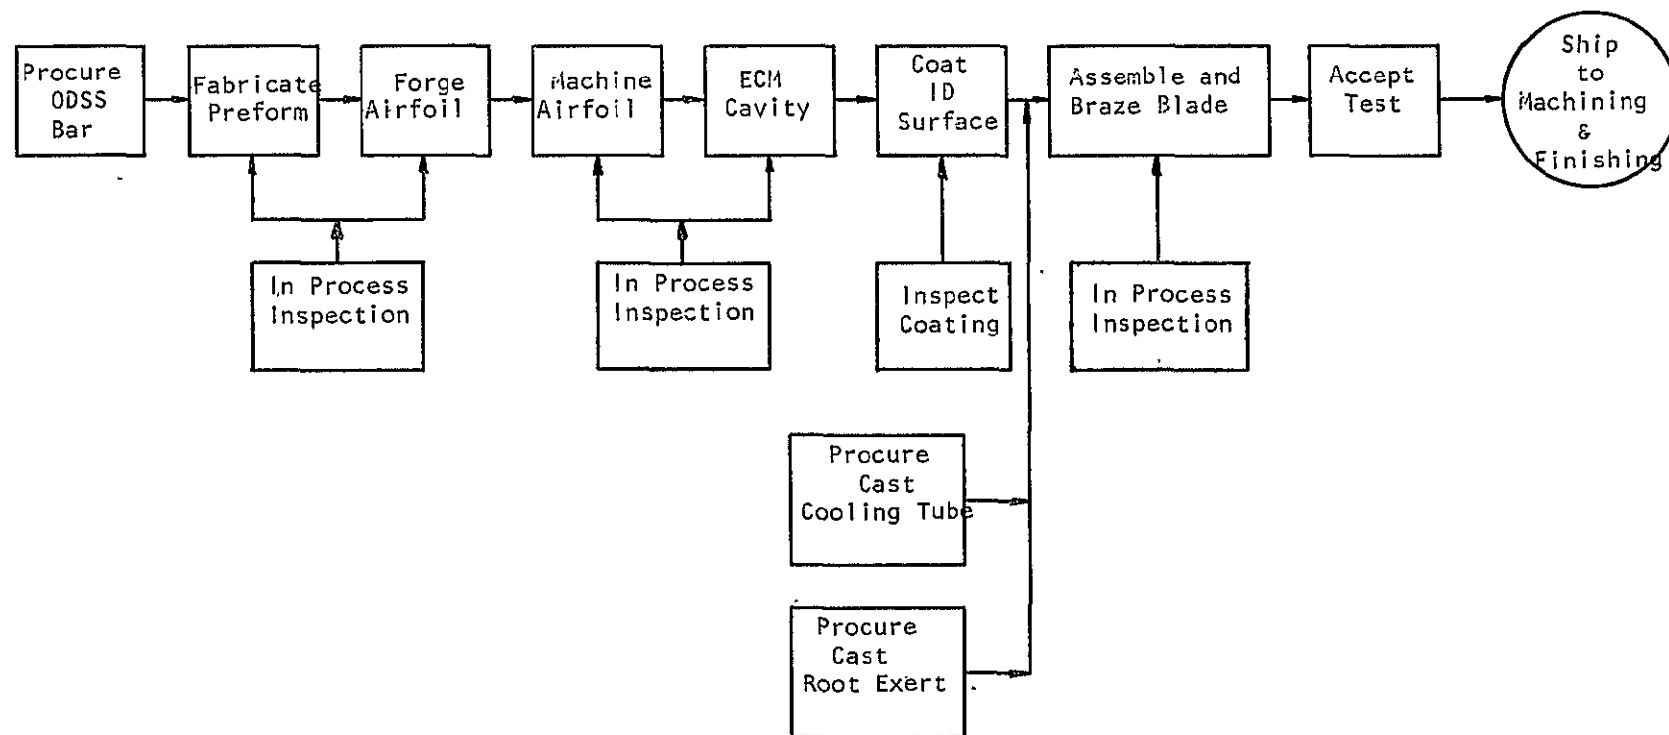 Procure
ODSS
Bar
Fabricate
Preform
Forge
Airfoil
Machine
Airfoil
ECM
Cavity
Coat
ID
Surface
Assemble and
Braze Blade
Accept
Test
Ship
to
Machining
&
Finishing
In Process
Inspection
In Process
Inspection
Inspect
Coating
In Process
Inspection
Procure
Cast
Cooling Tube
Procure
Cast
Root Exert